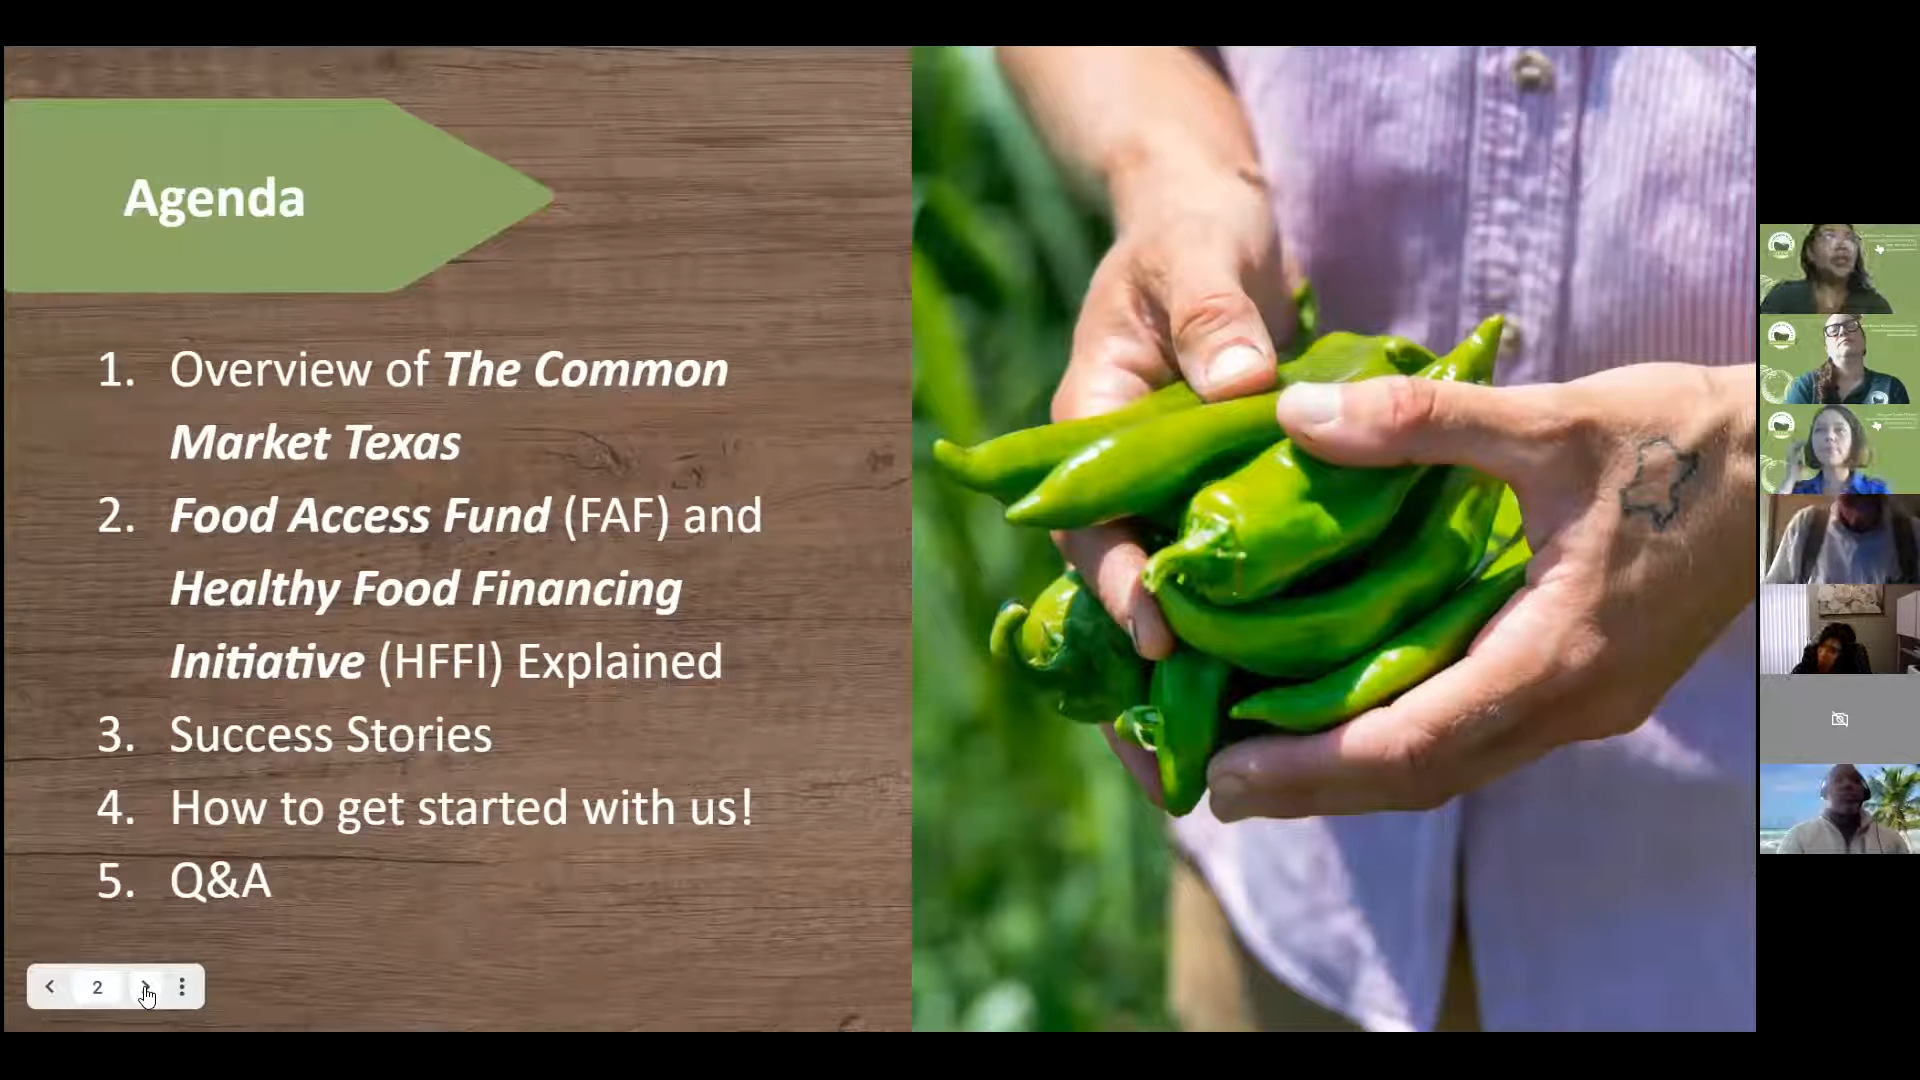 Agenda
1. Overview of The Common
Market Texas
2. Food Access Fund (FAF) and
Healthy Food Financing
Initiative (HFFI) Explained
3. Success Stories
4. How to get started with us!
5. Q&A
2